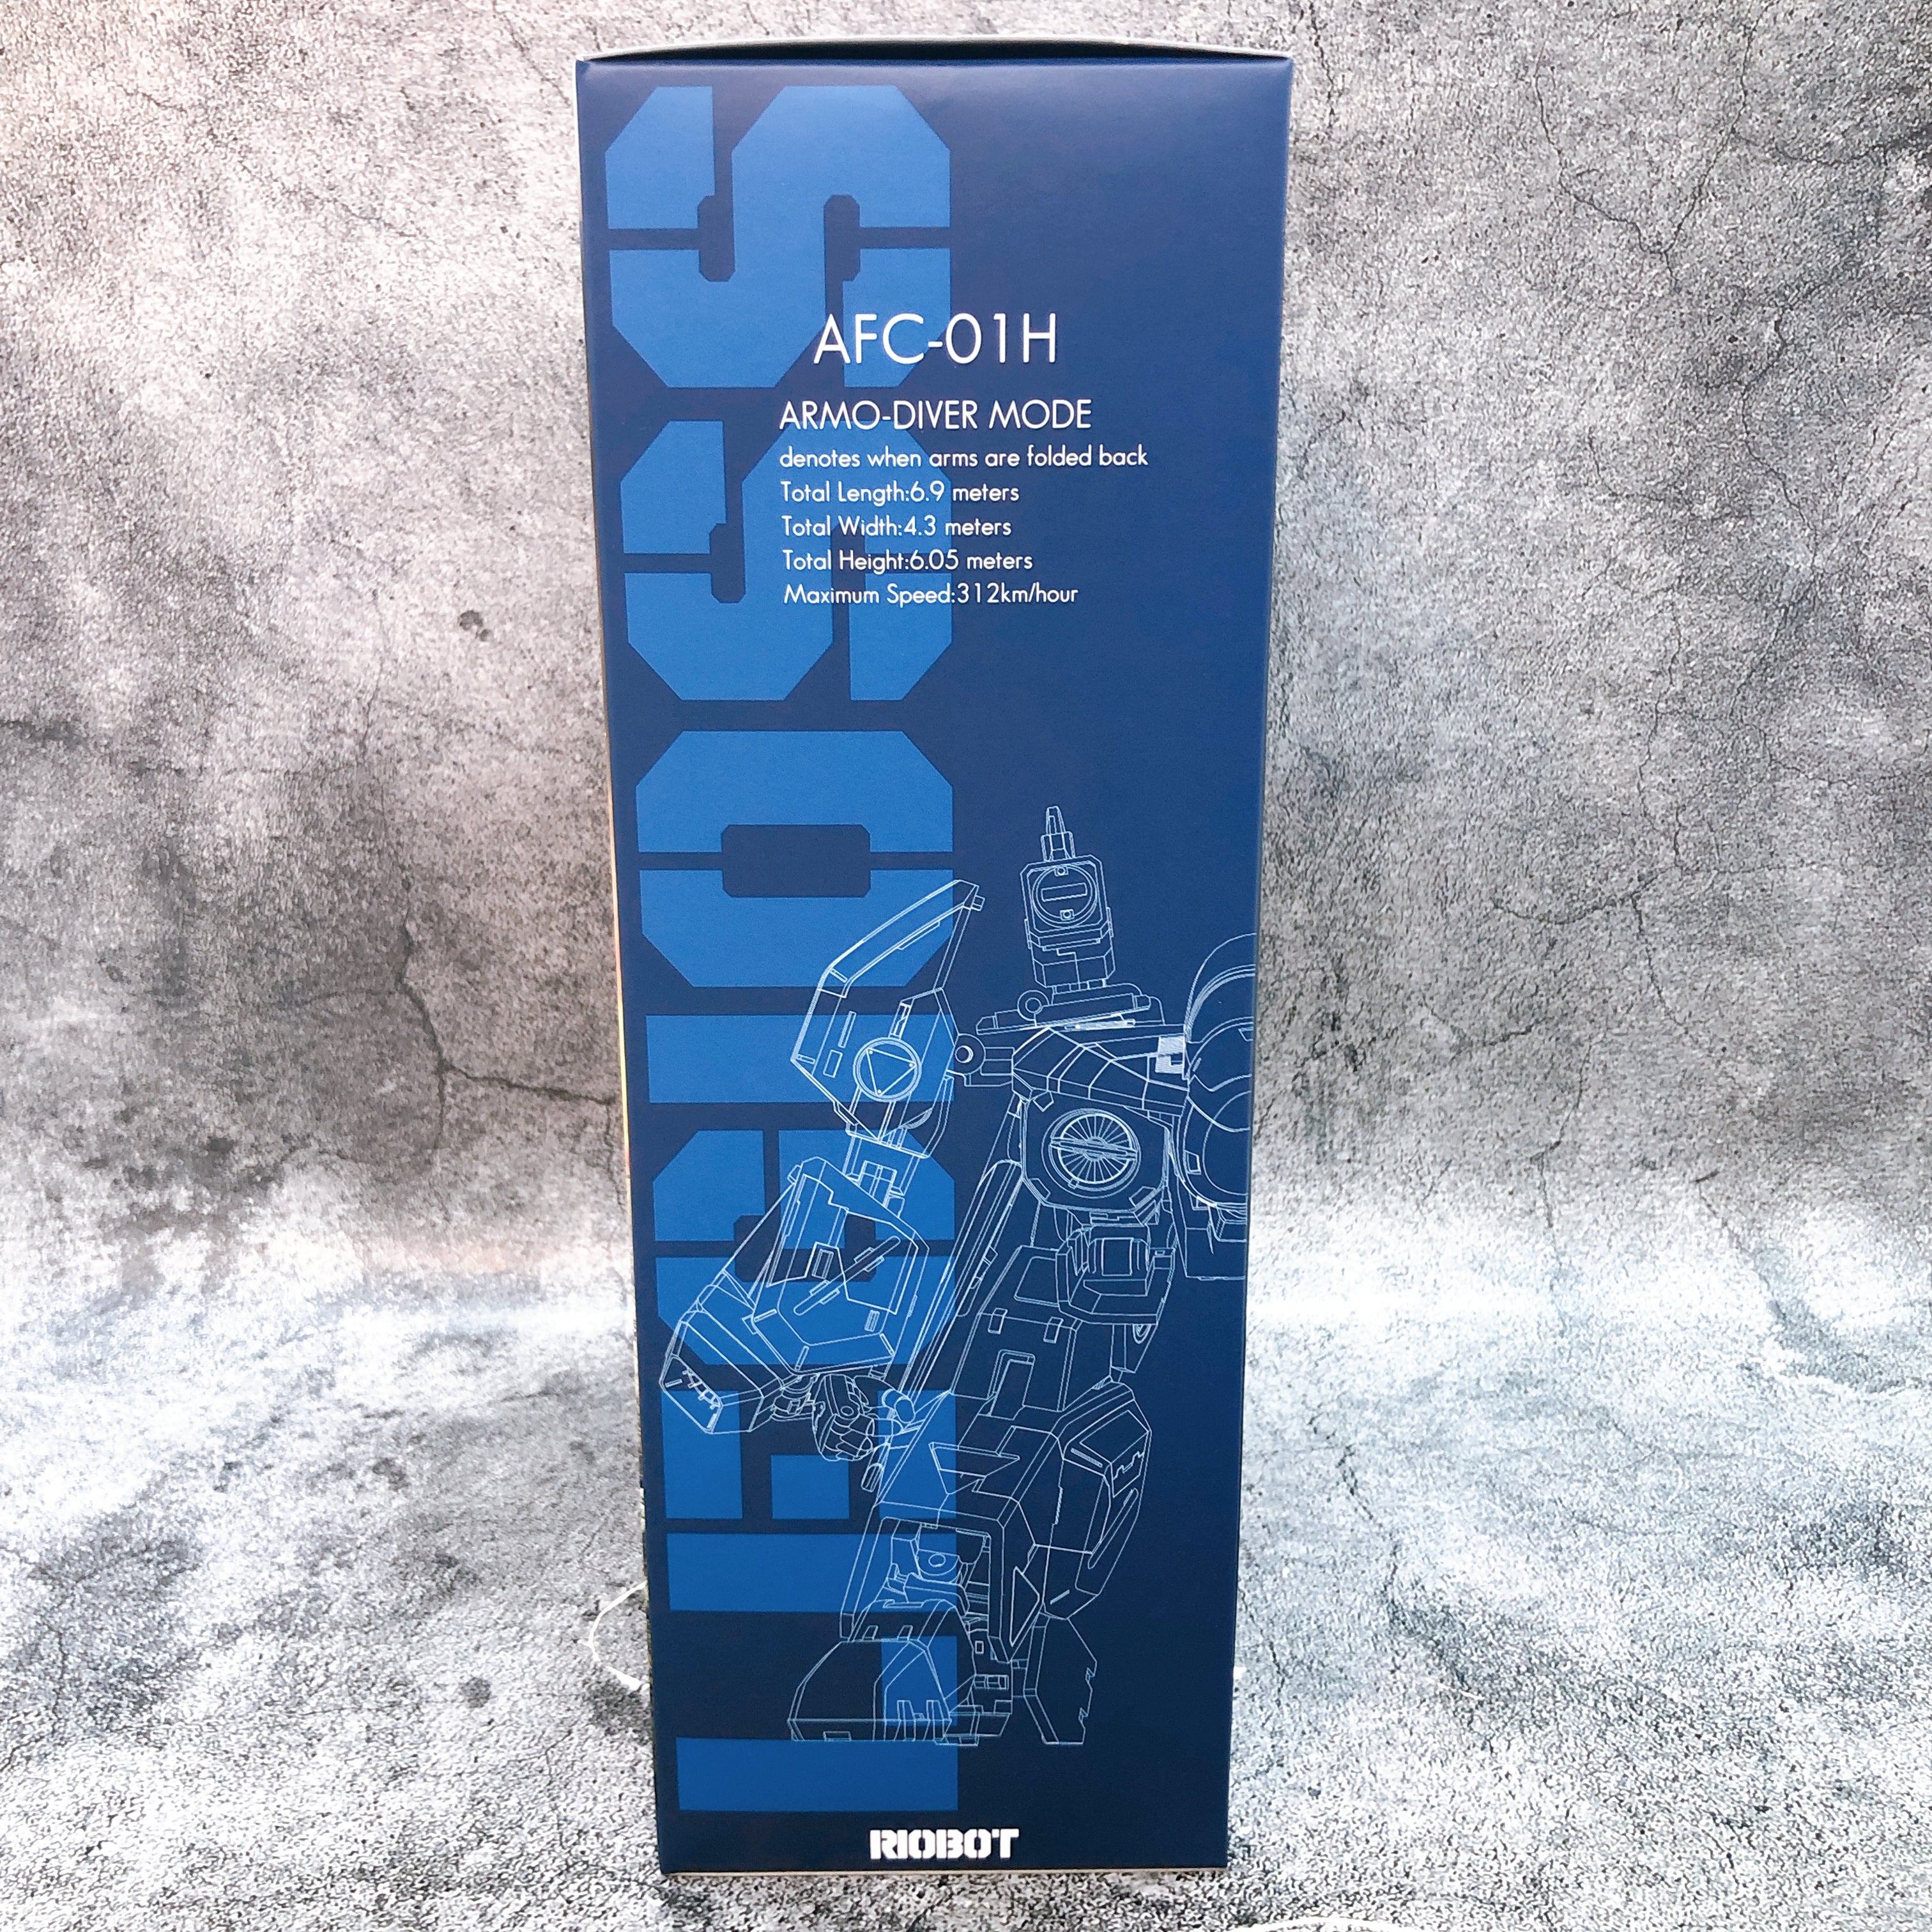 LEGIOSS
AFC-01H
ARMO-DIVER MODE
denotes when arms are folded back
Total Length:6.9 meters
Total Width:4.3 meters
Total Height:6.05 meters
Maximum Speed:312km/hour
RIOBOT